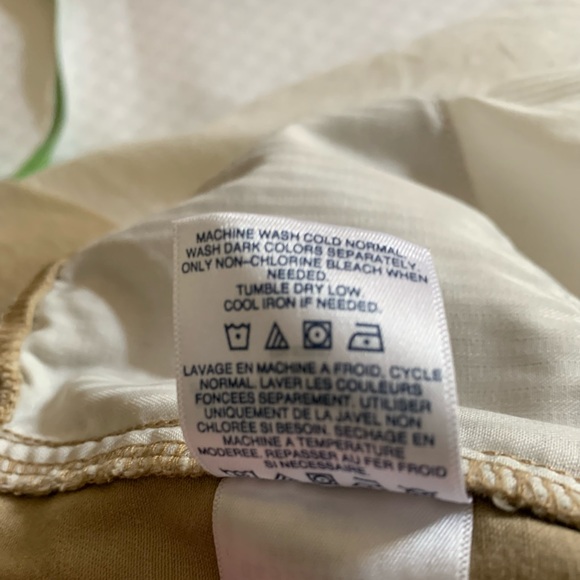 MACHINE WASH COLD NORMAL.
WASH DARK COLORS SEPARATELY.
ONLY NON-CHLORINE BLEACH WHEN
NEEDED.
TUMBLE DRY LOW.
COOL IRON IF NEEDED.
LAVAGE EN MACHINE A FROID, CYCLE
NORMAL. LAVER LES COULEURS
FONCEES SEPAREMENT. UTILISER
UNIQUEMENT DE LA JAVEL NON
CHLORÉE SI BESOIN. SECHAGE EN
MACHINE A TEMPERATURE
MODEREE. REPASSER AU FER FROID
SI NECESSAIRE